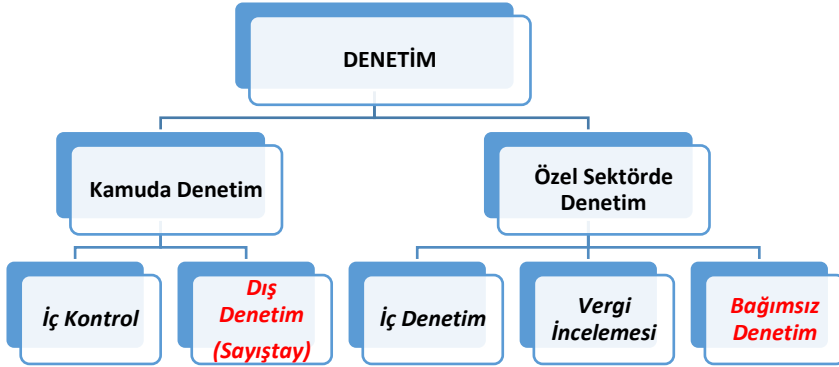 DENETİM
Kamuda Denetim
Özel Sektörde
Denetim
İç Kontrol
Dış
Denetim
(Sayıştay)
İç Denetim
Vergi
İncelemesi
Bağımsız
Denetim